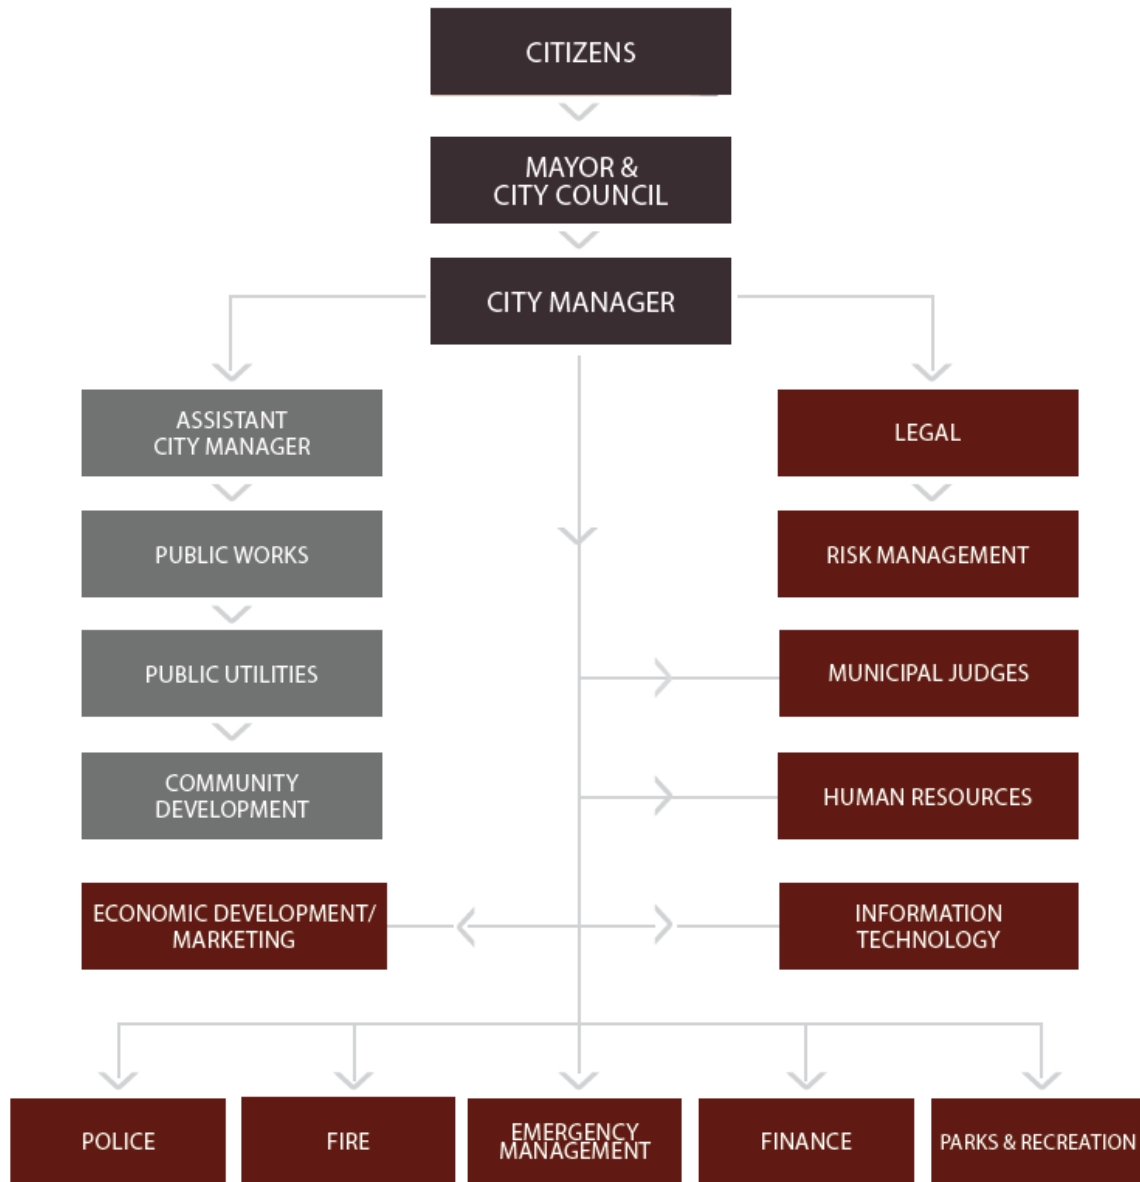 CITIZENS
MAYOR &
CITY COUNCIL
CITY MANAGER
ASSISTANT
CITY MANAGER
LEGAL
PUBLIC WORKS
RISK MANAGEMENT
PUBLIC UTILITIES
MUNICIPAL JUDGES
COMMUNITY
DEVELOPMENT
HUMAN RESOURCES
ECONOMIC DEVELOPMENT/
MARKETING
INFORMATION
TECHNOLOGY
POLICE
FIRE
EMERGENCY
MANAGEMENT
FINANCE
PARKS & RECREATION